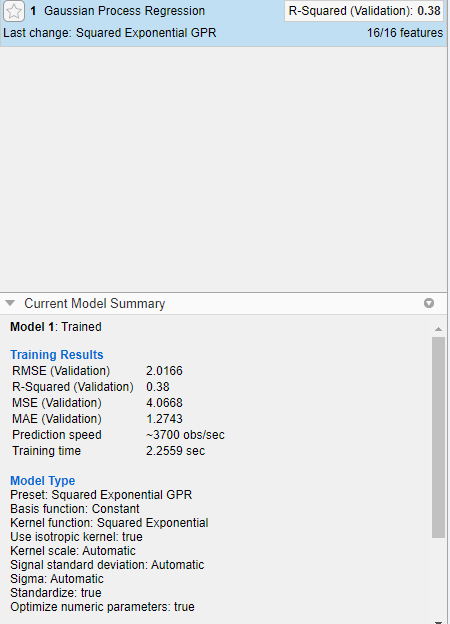 1 Gaussian Process Regression R-Squared (Validation): 0.38
Last change: Squared Exponential GPR 16/16 features
Current Model Summary
Model 1: Trained
Training Results
RMSE (Validation) 2.0166
R-Squared (Validation) 0.38
MSE (Validation) 4.0668
MAE (Validation) 1.2743
Prediction speed ~3700 obs/sec
Training time 2.2559 sec
Model Type
Preset: Squared Exponential GPR
Basis function: Constant
Kernel function: Squared Exponential
Use isotropic kernel: true
Kernel scale: Automatic
Signal standard deviation: Automatic
Sigma: Automatic
Standardize: true
Optimize numeric parameters: true